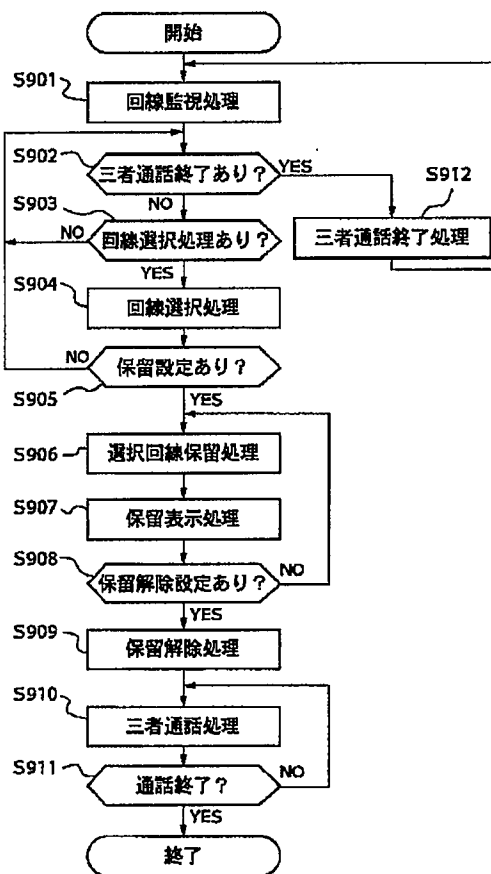 開始
S901
回線監視処理
S902
三者通話終了あり?
YES
NO
S912
三者通話終了処理
S903
回線選択処理あり?
NO
YES
S904
回線選択処理
NO
保留設定あり?
S905
YES
S906
選択回線保留処理
S907
保留表示処理
S908
保留解除設定あり?
NO
YES
S909
保留解除処理
S910
三者通話処理
S911
通話終了?
NO
YES
終了